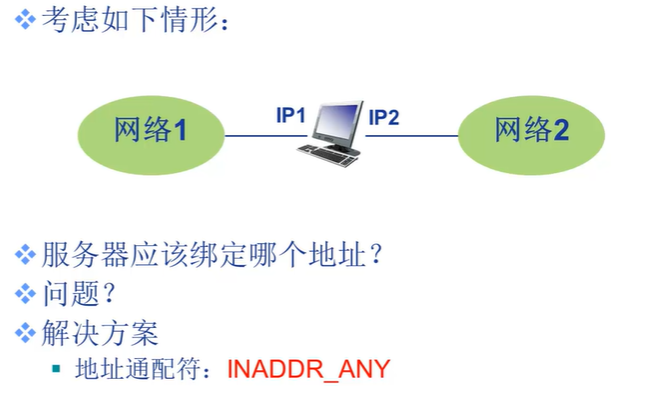 考虑如下情形：
网络1 IP1 IP2 网络2
服务器应该绑定哪个地址？
问题？
解决方案
地址通配符：INADDR_ANY